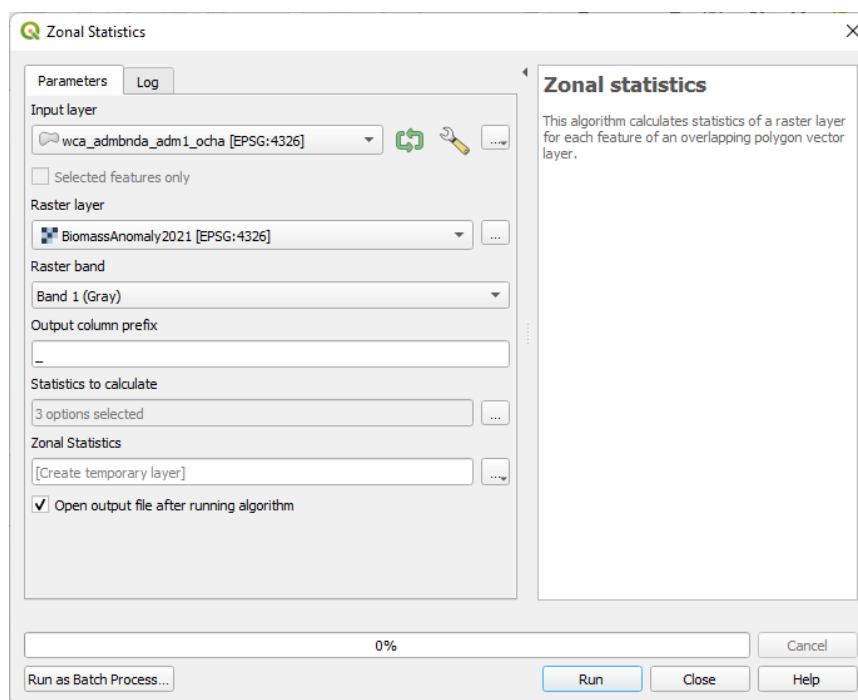 Zonal Statistics
Parameters
Log
Input layer
wca_admbnda_adm1_ocha [EPSG:4326]
...
Selected features only
Raster layer
BiomassAnomaly2021 [EPSG:4326]
...
Raster band
Band 1 (Gray)
Output column prefix
_
Statistics to calculate
3 options selected
...
Zonal Statistics
[Create temporary layer]
...
Open output file after running algorithm
Zonal statistics
This algorithm calculates statistics of a raster layer
for each feature of an overlapping polygon vector
layer.
0%
Cancel
Run as Batch Process...
Run
Close
Help